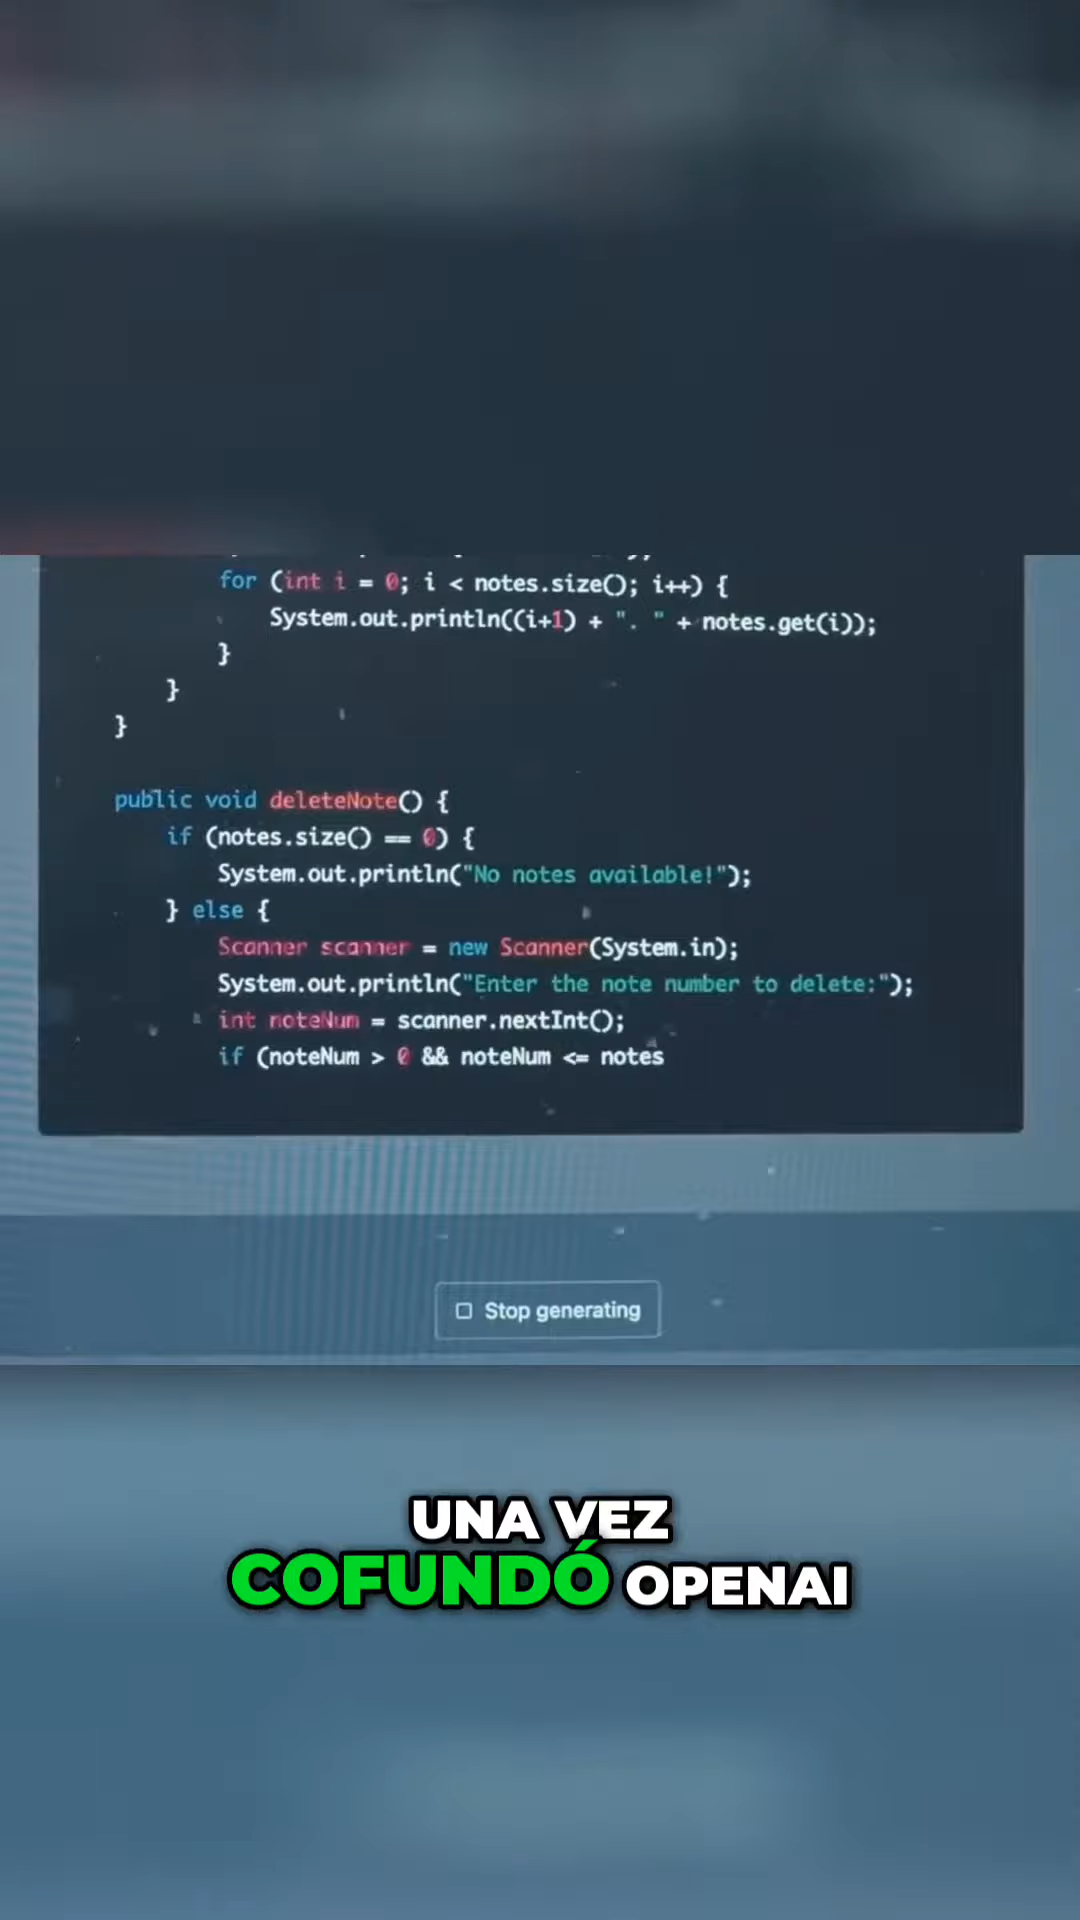 for (int i = 0; i < notes.size(); i++) {
System.out.println((i+1) + ". " + notes.get(i));
}
}
}
public void deleteNote() {
if (notes.size() == 0) {
System.out.println("No notes available!");
} else {
Scanner scanner = new Scanner(System.in);
System.out.println("Enter the note number to delete:");
int noteNum = scanner.nextInt();
if (noteNum > 0 && noteNum <= notes
Stop generating
UNA VEZ
COFUNDÓ OPENAI